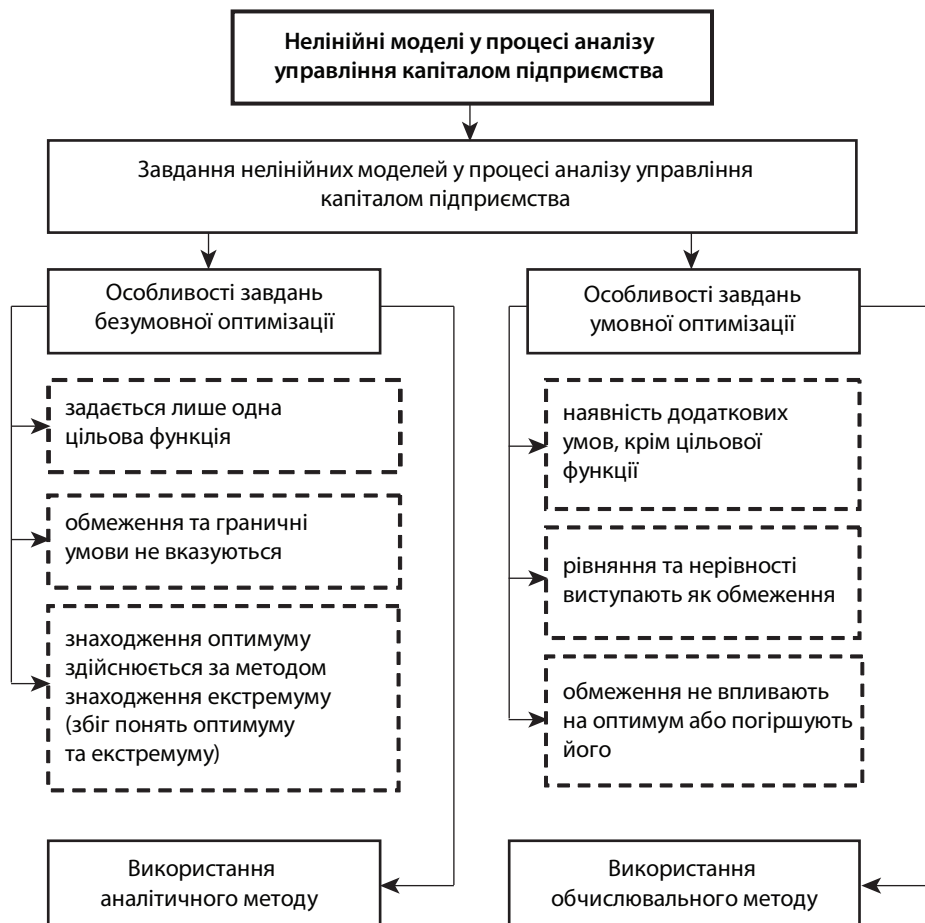 Нелінійні моделі у процесі аналізу
управління капіталом підприємства
Завдання нелінійних моделей у процесі аналізу управління
капіталом підприємства
Особливості завдань
безумовної оптимізації
задається лише одна
цільова функція
обмеження та граничні
умови не вказуються
знаходження оптимуму
здійснюється за методом
знаходження екстремуму
(збіг понять оптимуму
та екстремуму)
Використання
аналітичного методу
Особливості завдань
умовної оптимізації
наявність додаткових
умов, крім цільової
функції
рівняння та нерівності
виступають як обмеження
обмеження не впливають
на оптимум або погіршують
його
Використання
обчислювального методу